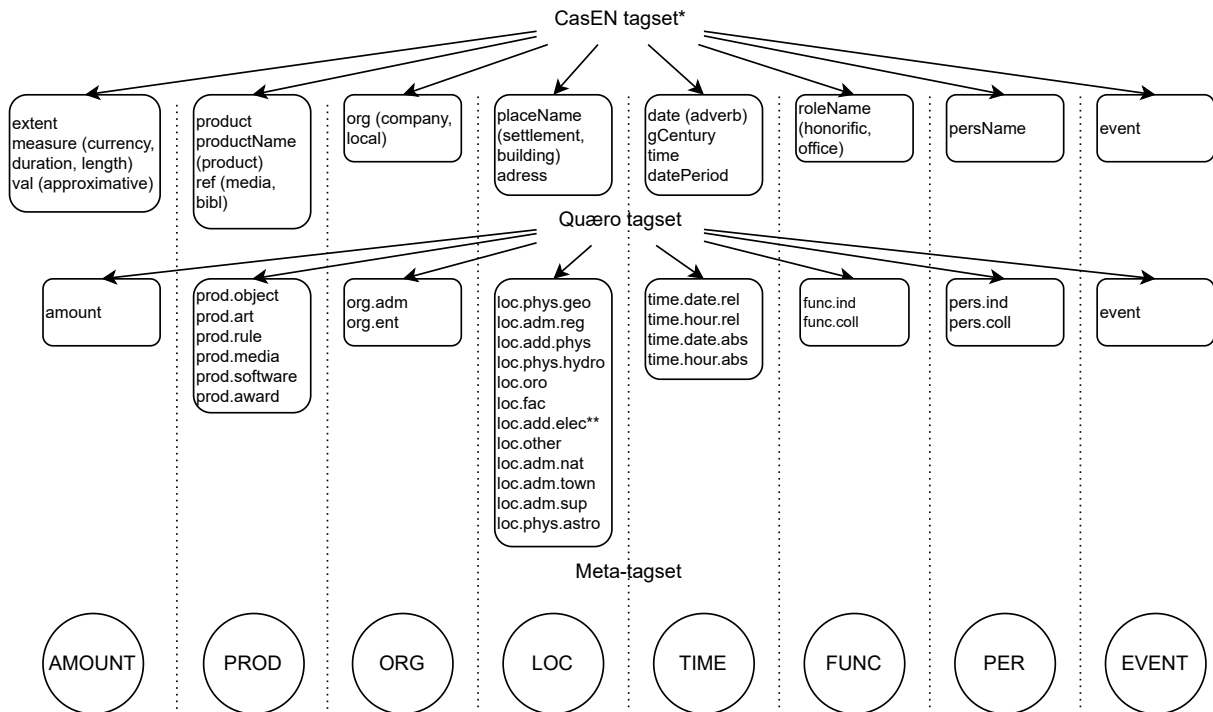 CasEN tagset*
extent
measure (currency,
duration, length)
val (approximative)
product
productName
(product)
ref (media,
bibl)
org (company,
local)
placeName
(settlement,
building)
adress
date (adverb)
gCentury
time
datePeriod
roleName
(honorific,
office)
persName
event
Quæro tagset
amount
prod.object
prod.art
prod.rule
prod.media
prod.software
prod.award
org.adm
org.ent
loc.phys.geo
loc.adm.reg
loc.add.phys
loc.phys.hydro
loc.oro
loc.fac
loc.add.elec**
loc.other
loc.adm.nat
loc.adm.town
loc.adm.sup
loc.phys.astro
time.date.rel
time.hour.rel
time.date.abs
time.hour.abs
func.ind
func.coll
pers.ind
pers.coll
event
Meta-tagset
AMOUNT
PROD
ORG
LOC
TIME
FUNC
PER
EVENT